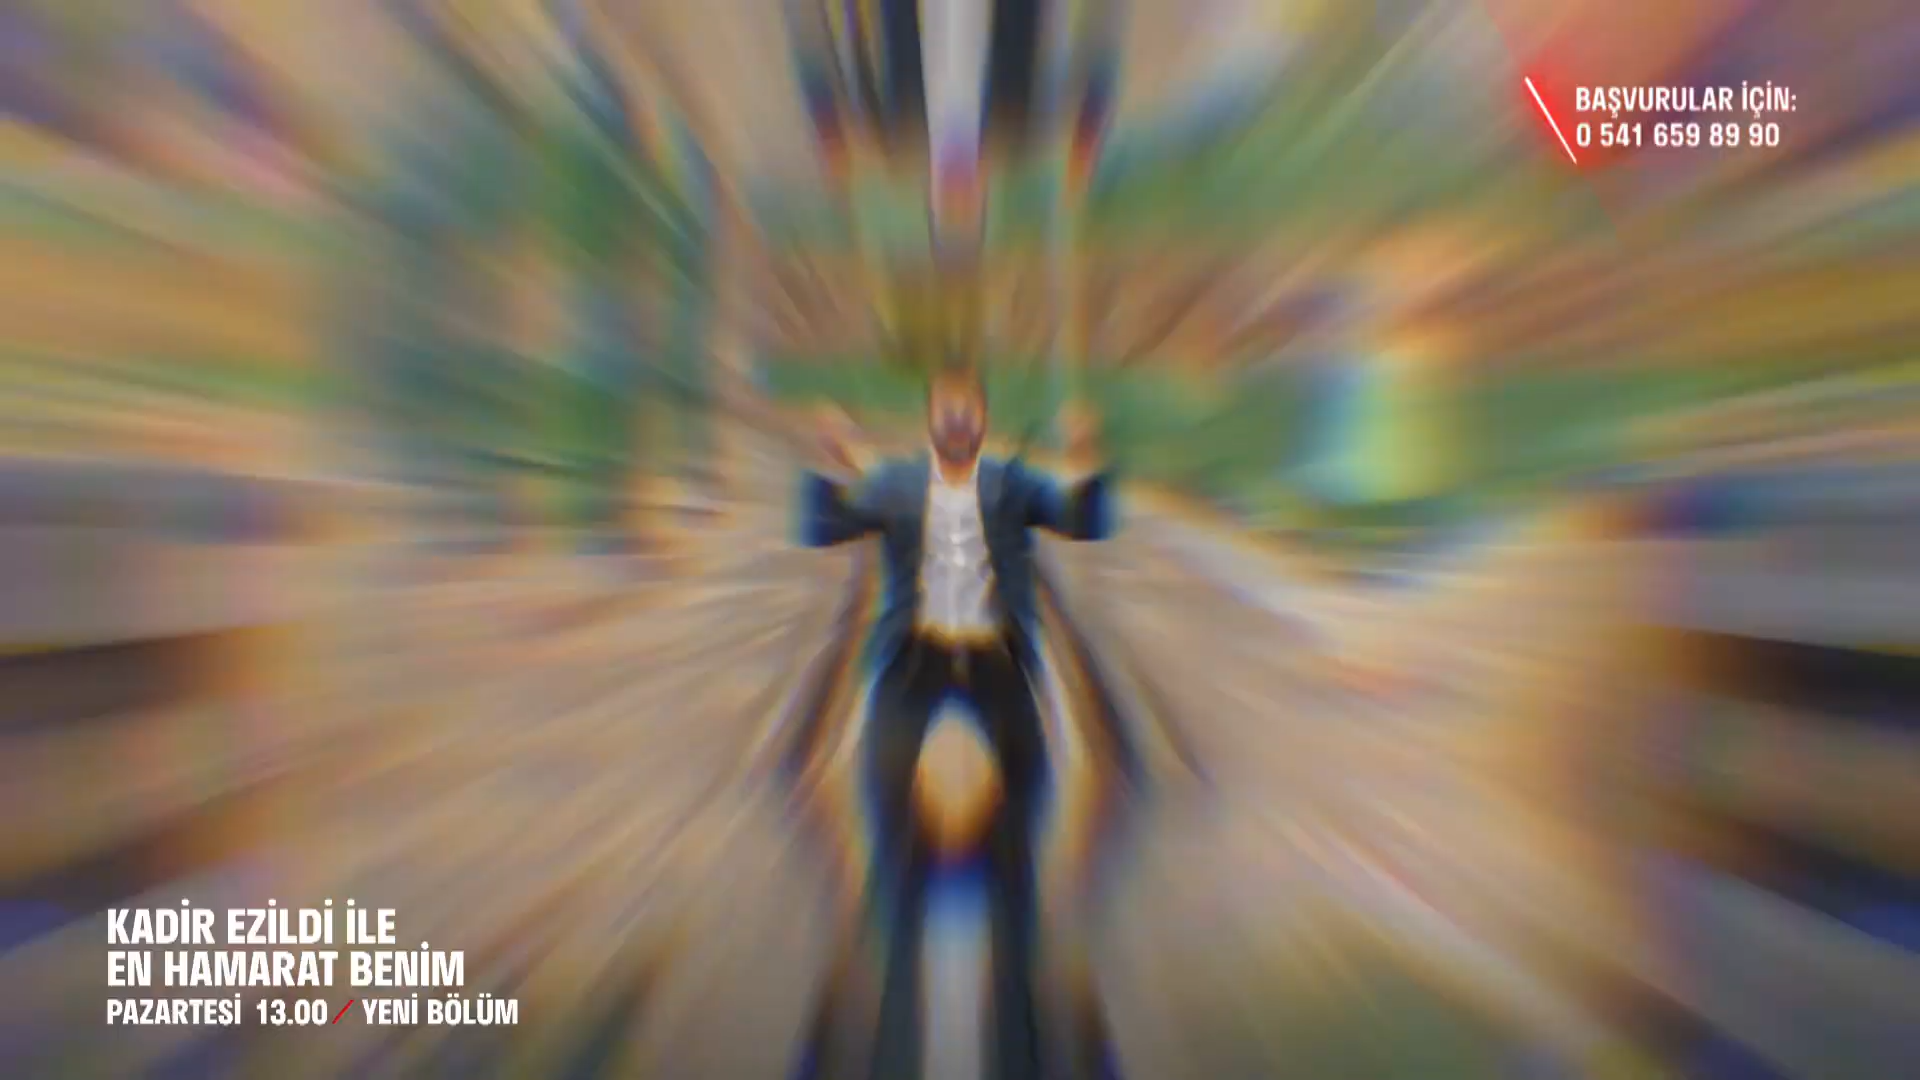 BAŞVURULAR İÇİN:
0 541 659 89 90
KADİR EZİLDİ İLE
EN HAMARAT BENİM
PAZARTESİ 13.00 / YENİ BÖLÜM